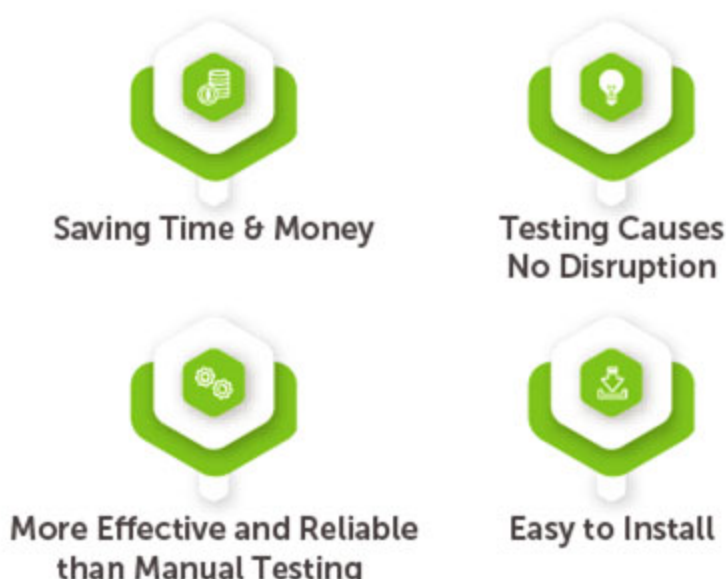 Saving Time & Money
Testing Causes
No Disruption
More Effective and Reliable
than Manual Testing
Easy to Install